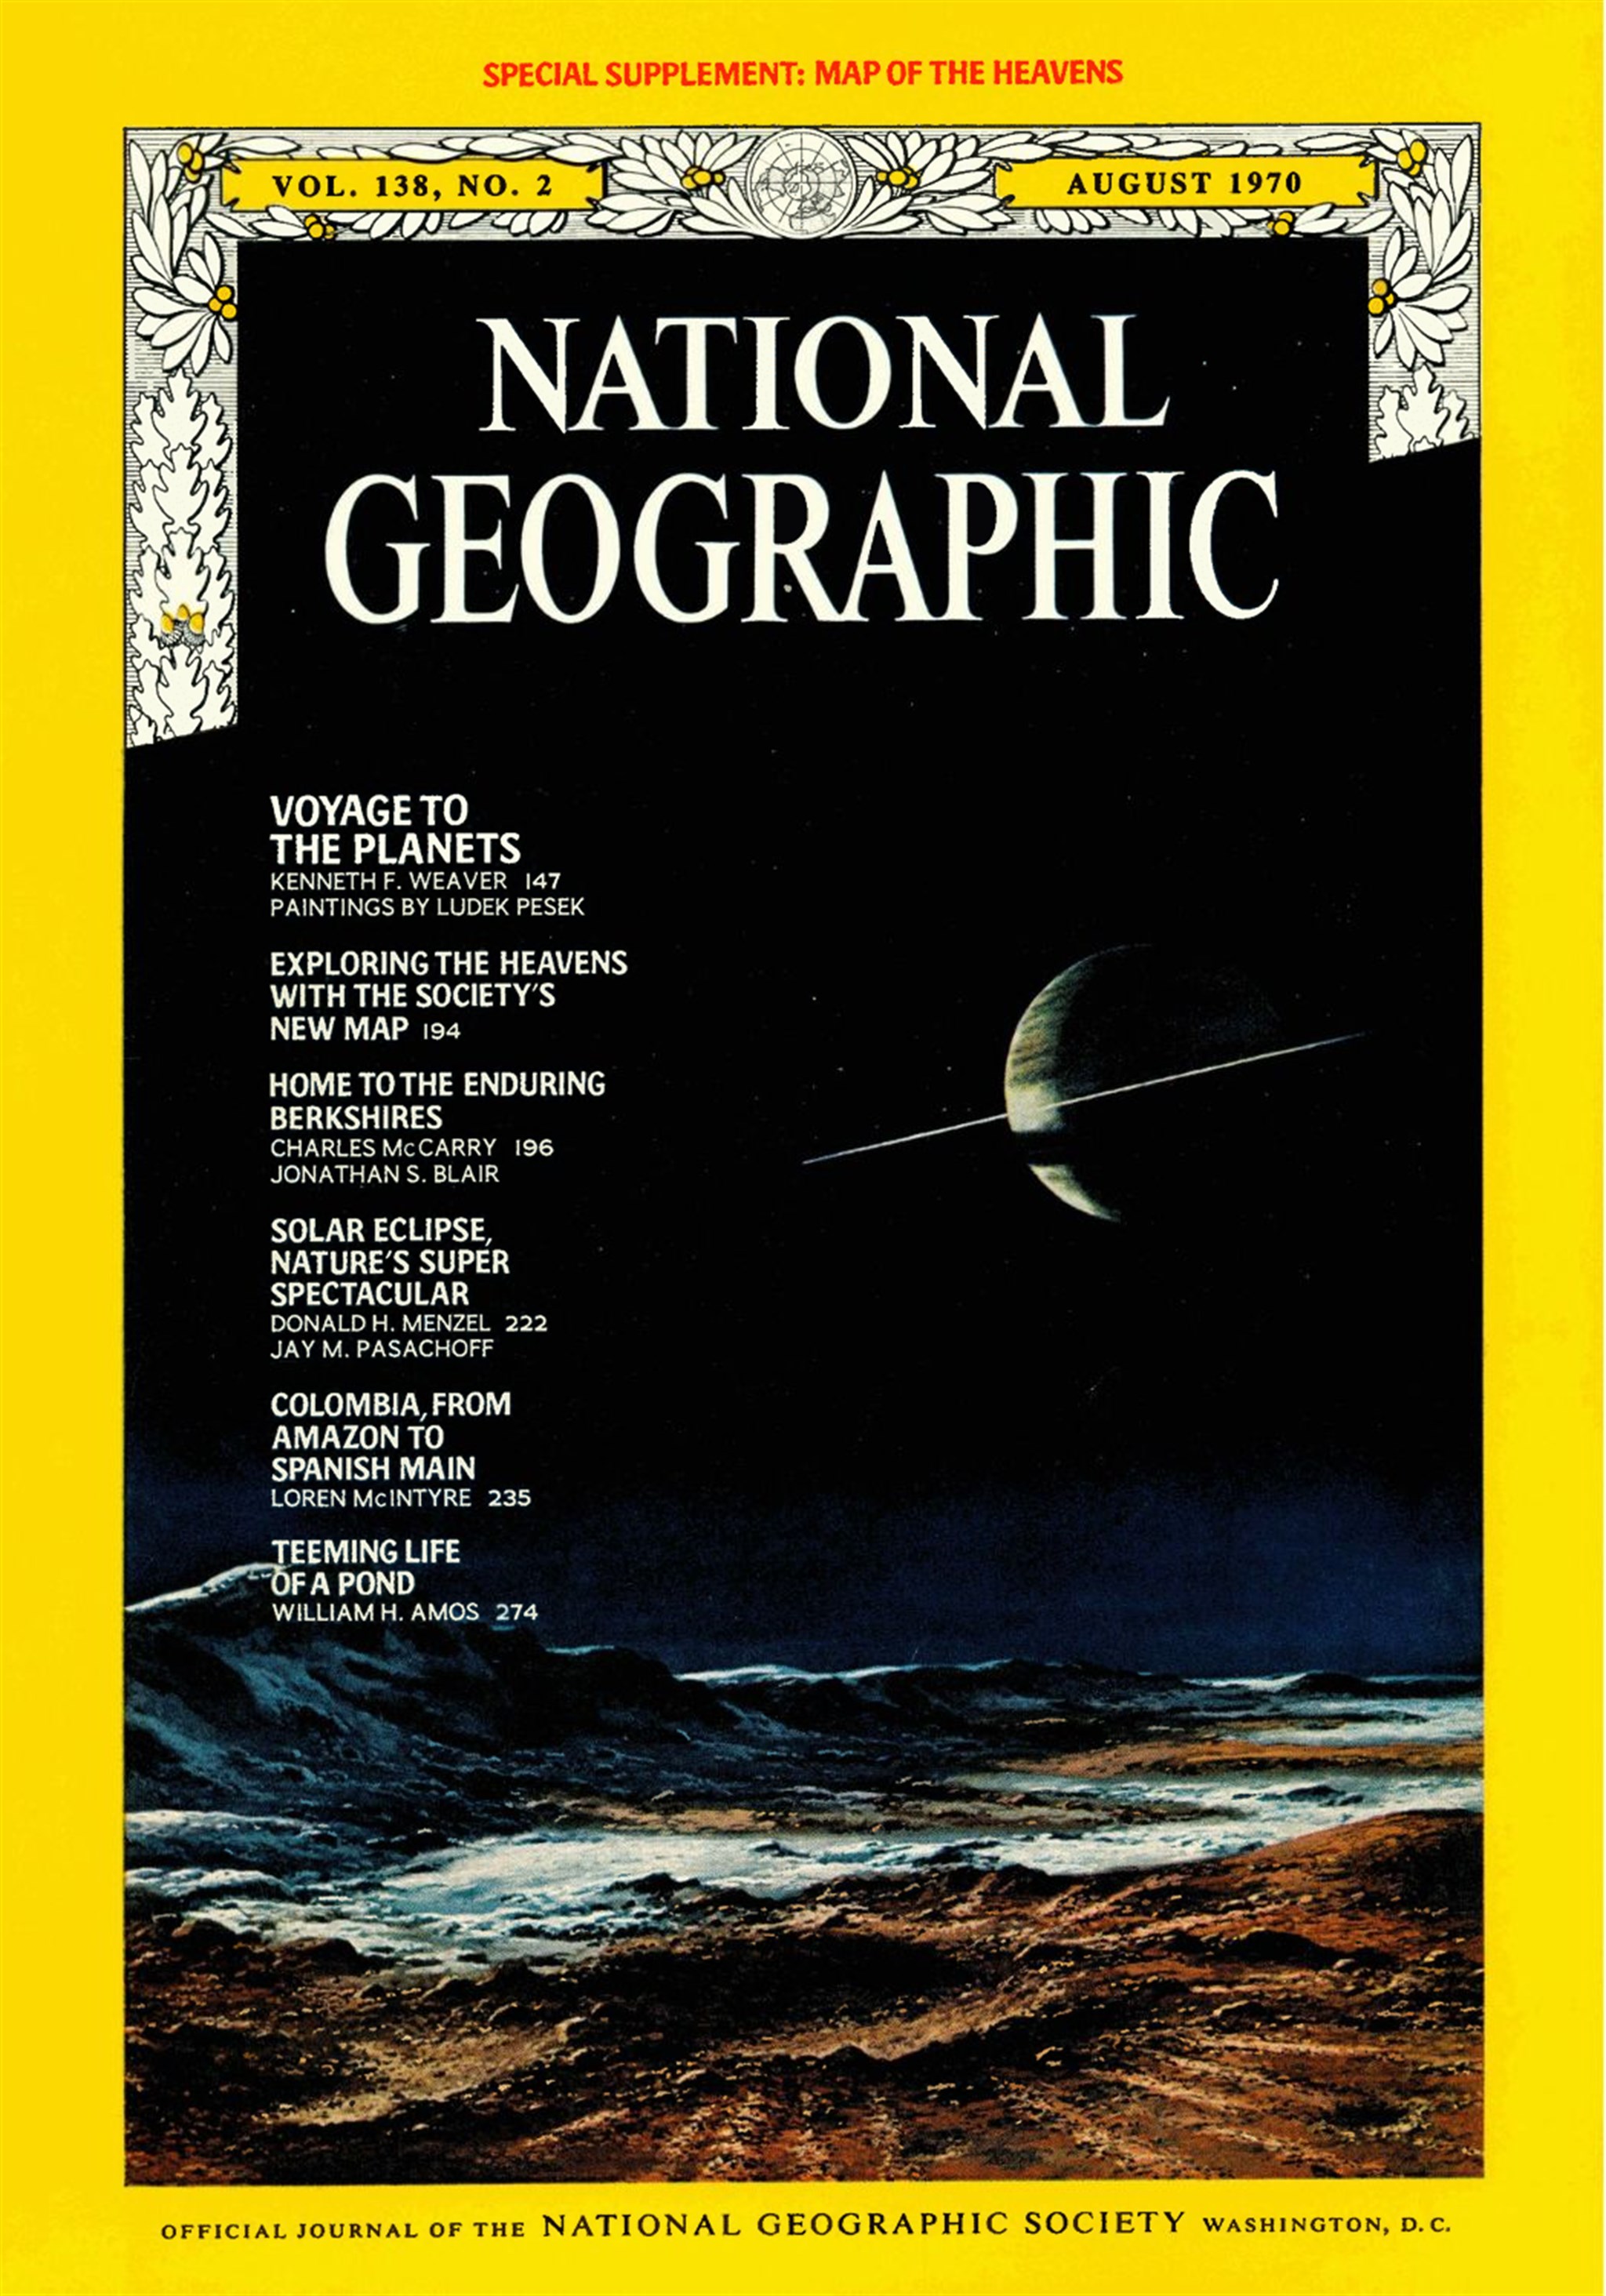 SPECIAL SUPPLEMENT: MAP OF THE HEAVENS
VOL. 138, NO. 2
AUGUST 1970
NATIONAL
GEOGRAPHIC
VOYAGE TO
THE PLANETS
KENNETH F. WEAVER 147
PAINTINGS BY LUDEK PESEK
EXPLORING THE HEAVENS
WITH THE SOCIETY'S
NEW MAP 194
HOME TO THE ENDURING
BERKSHIRES
CHARLES McCARRY 196
JONATHAN S. BLAIR
SOLAR ECLIPSE,
NATURE'S SUPER
SPECTACULAR
DONALD H. MENZEL 222
JAY M. PASACHOFF
COLOMBIA, FROM
AMAZON TO
SPANISH MAIN
LOREN McINTYRE 235
TEEMING LIFE
OF A POND
WILLIAM H. AMOS 274
OFFICIAL JOURNAL OF THE NATIONAL GEOGRAPHIC SOCIETY WASHINGTON, D.C.